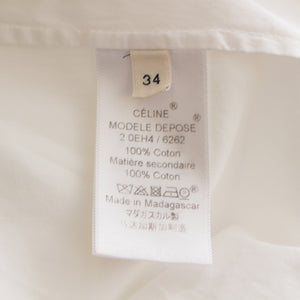 34
CÉLINE®
MODELE DEPOSE®
2 0EH4 / 6262
100% Coton
Matière secondaire
100% Coton
Made in Madagascar
マダガスカル製